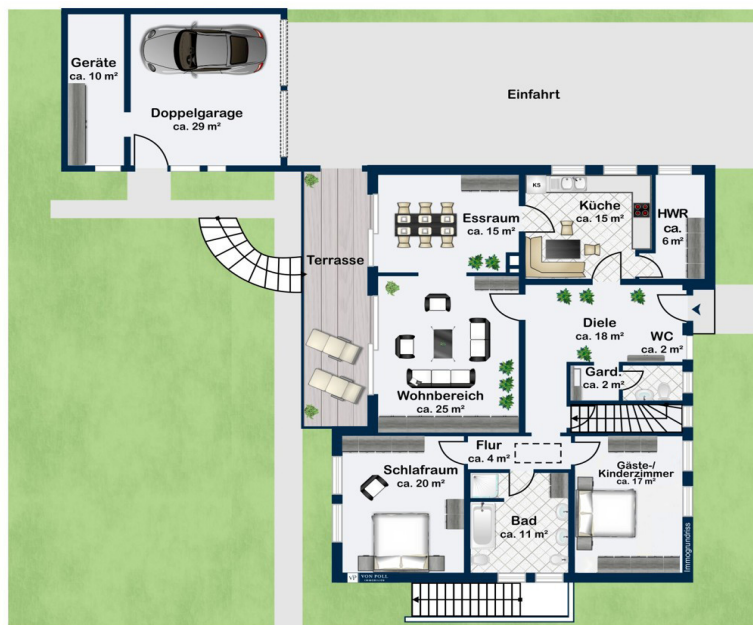 Geräte
ca. 10 m²
Doppelgarage
ca. 29 m²
Einfahrt
Terrasse
Essraum
ca. 15 m²
KS
Küche
ca. 15 m²
HWR
ca.
6 m²
Diele
ca. 18 m²
WC
ca. 2 m²
Gard.
ca. 2 m²
Wohnbereich
ca. 25 m²
Flur
ca. 4 m²
Schlafraum
ca. 20 m²
Gäste-/
Kinderzimmer
ca. 17 m²
Bad
ca. 11 m²
Immogrundriss
VP VON POLL
IMMOBILIEN